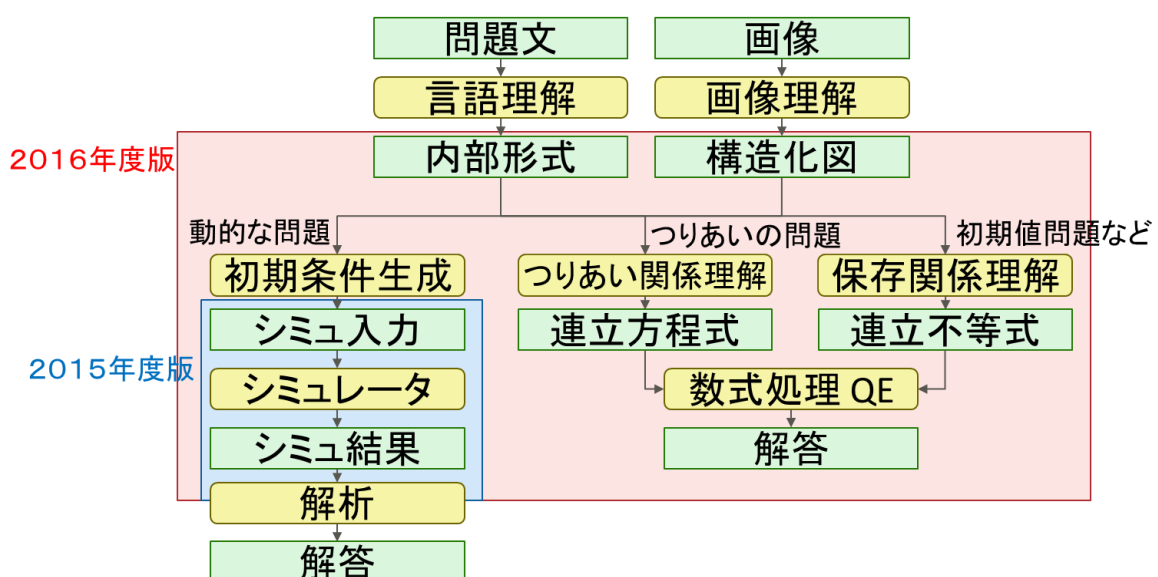 問題文
画像
言語理解
画像理解
2016年度版
内部形式
構造化図
動的な問題
つりあいの問題
初期値問題など
初期条件生成
つりあい関係理解
保存関係理解
シミュ入力
連立方程式
連立不等式
2015年度版
シミュレータ
数式処理 QE
シミュ結果
解答
解析
解答